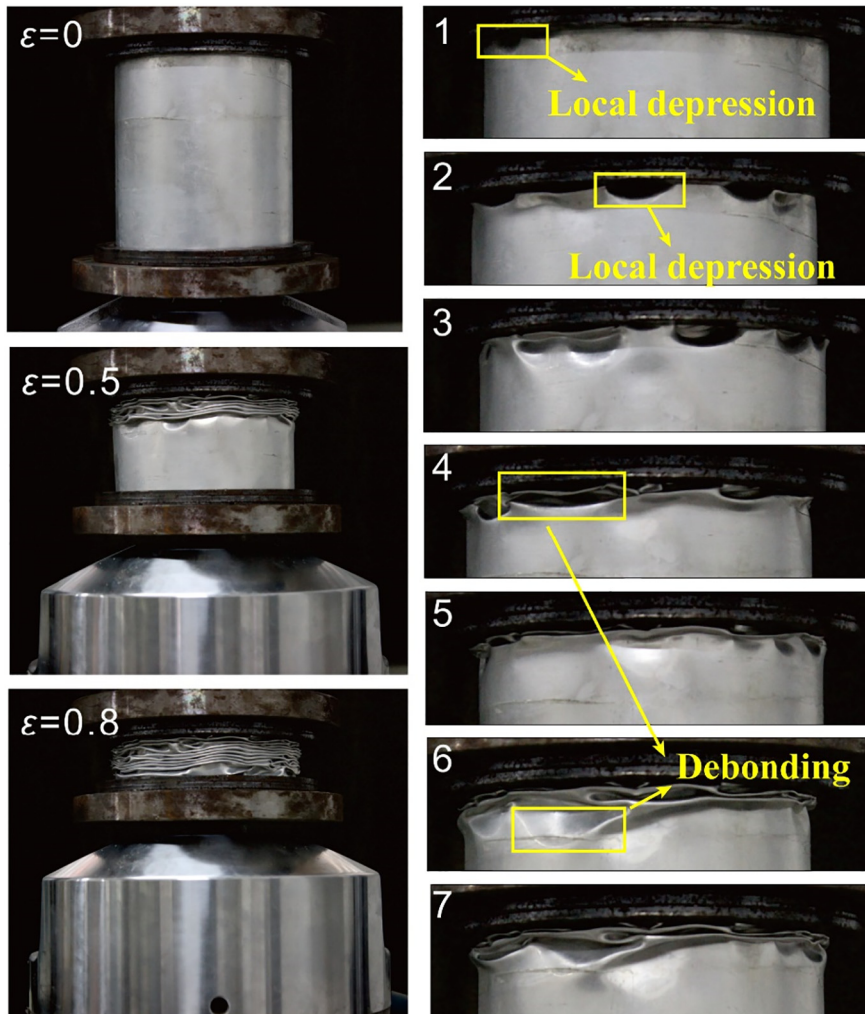 ε=0
ε=0.5
ε=0.8
1
Local depression
2
Local depression
3
4
5
6
Debonding
7